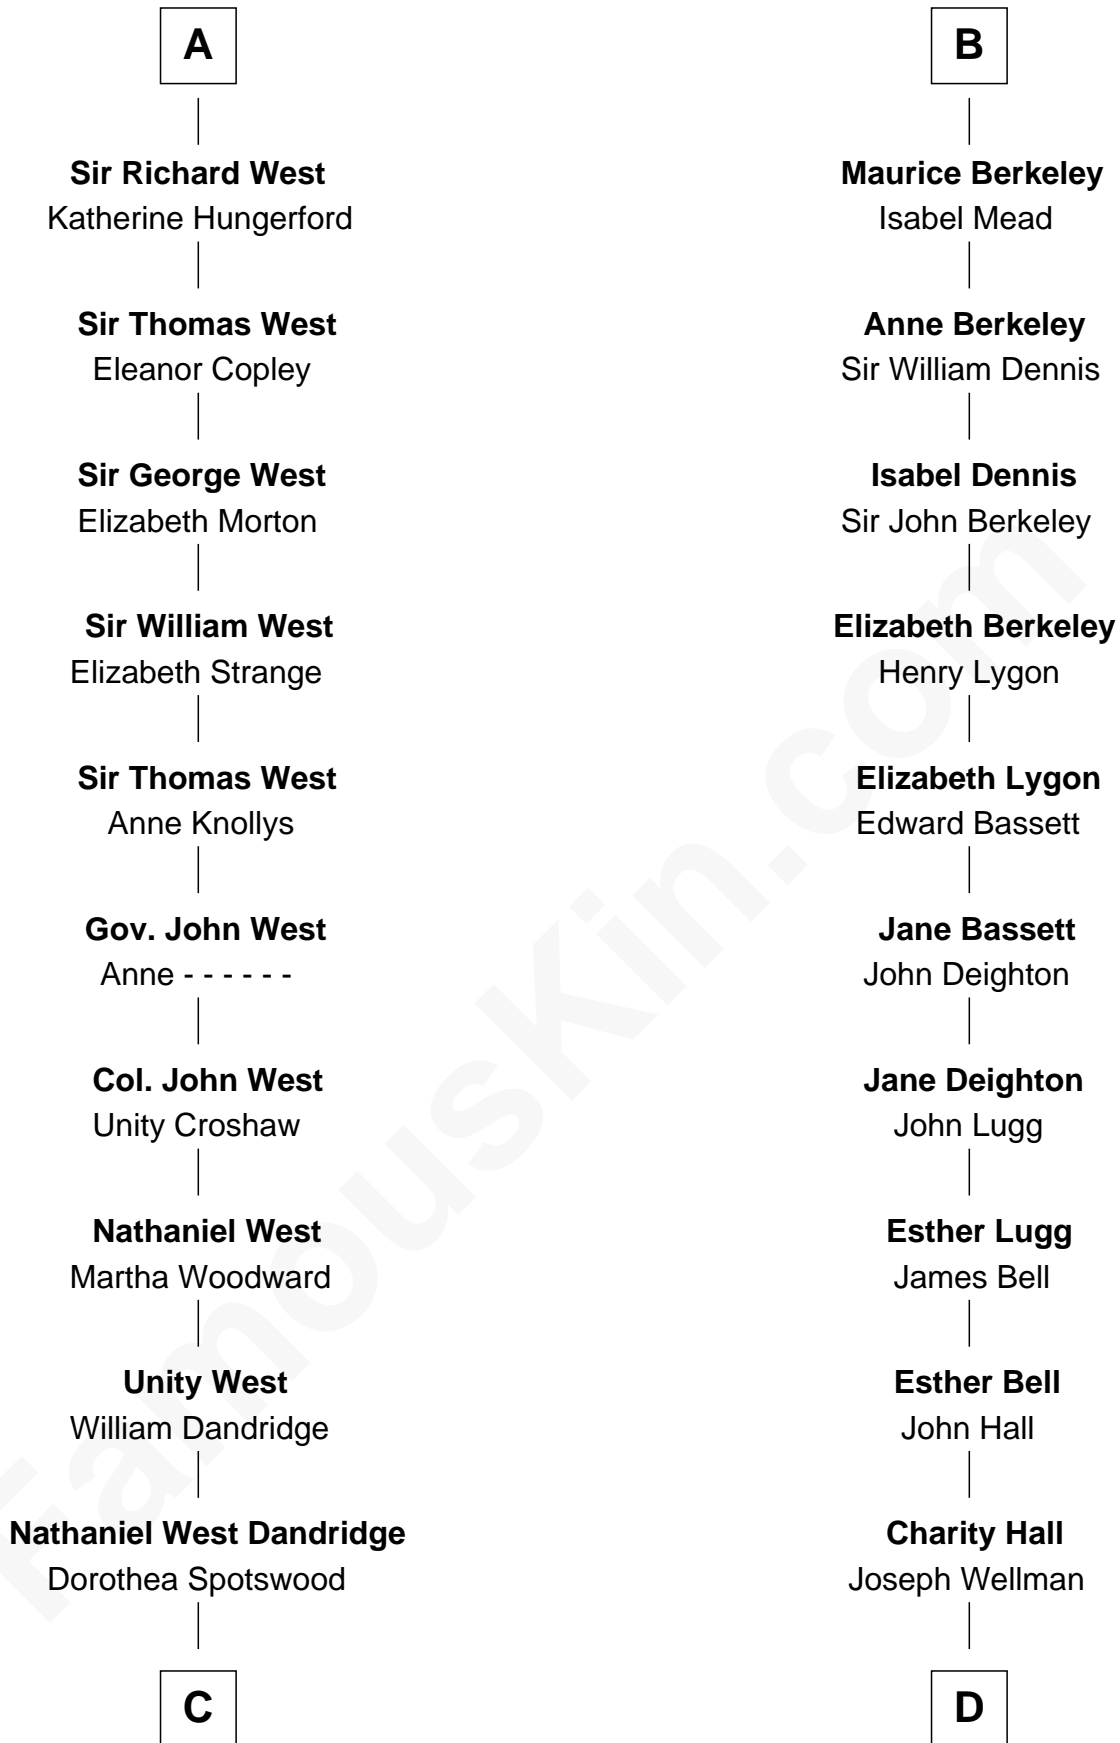 A
Sir Richard West
Katherine Hungerford
Sir Thomas West
Eleanor Copley
Sir George West
Elizabeth Morton
Sir William West
Elizabeth Strange
Sir Thomas West
Anne Knollys
Gov. John West
Anne - - - - - -
Col. John West
Unity Croshaw
Nathaniel West
Martha Woodward
Unity West
William Dandridge
Nathaniel West Dandridge
Dorothea Spotswood
C
B
Maurice Berkeley
Isabel Mead
Anne Berkeley
Sir William Dennis
Isabel Dennis
Sir John Berkeley
Elizabeth Berkeley
Henry Lygon
Elizabeth Lygon
Edward Bassett
Jane Bassett
John Deighton
Jane Deighton
John Lugg
Esther Lugg
James Bell
Esther Bell
John Hall
Charity Hall
Joseph Wellman
D
FamousKin.com